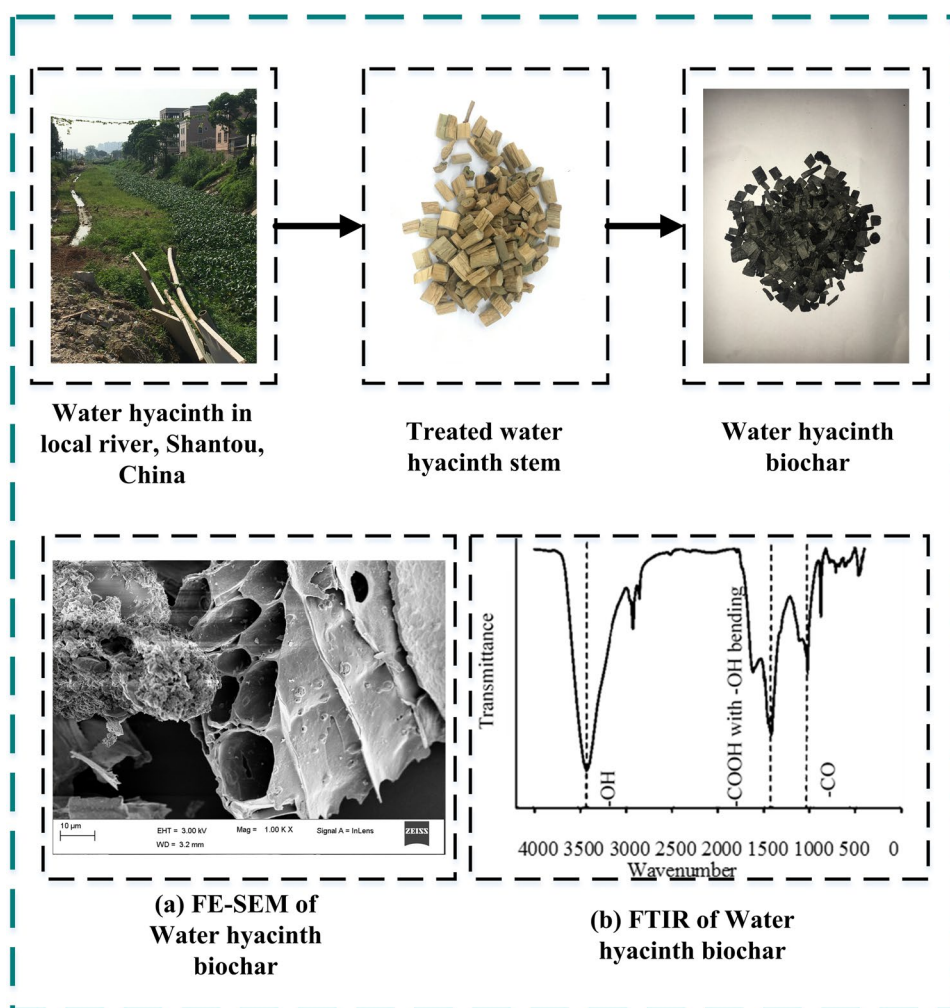 Water hyacinth in
local river, Shantou,
China
Treated water
hyacinth stem
Water hyacinth
biochar
10 µm
EHT = 3.00 kV
Mag = 1.00 K X
Signal A = InLens
ZEISS
WD = 3.2 mm
(a) FE-SEM of
Water hyacinth
biochar
Transmittance
-OH
-COOH with -OH bending
-CO
4000 3500 3000 2500 2000 1500 1000 500 0
Wavenumber
(b) FTIR of Water
hyacinth biochar